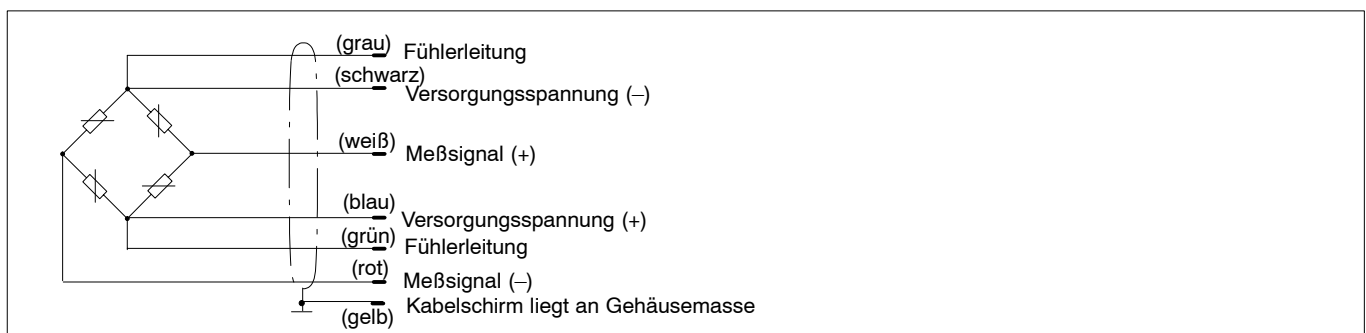 (grau) Fühlerleitung
(schwarz) Versorgungsspannung (–)
(weiß) Meßsignal (+)
(blau) Versorgungsspannung (+)
(grün) Fühlerleitung
(rot) Meßsignal (–)
Kabelschirm liegt an Gehäusemasse
(gelb)